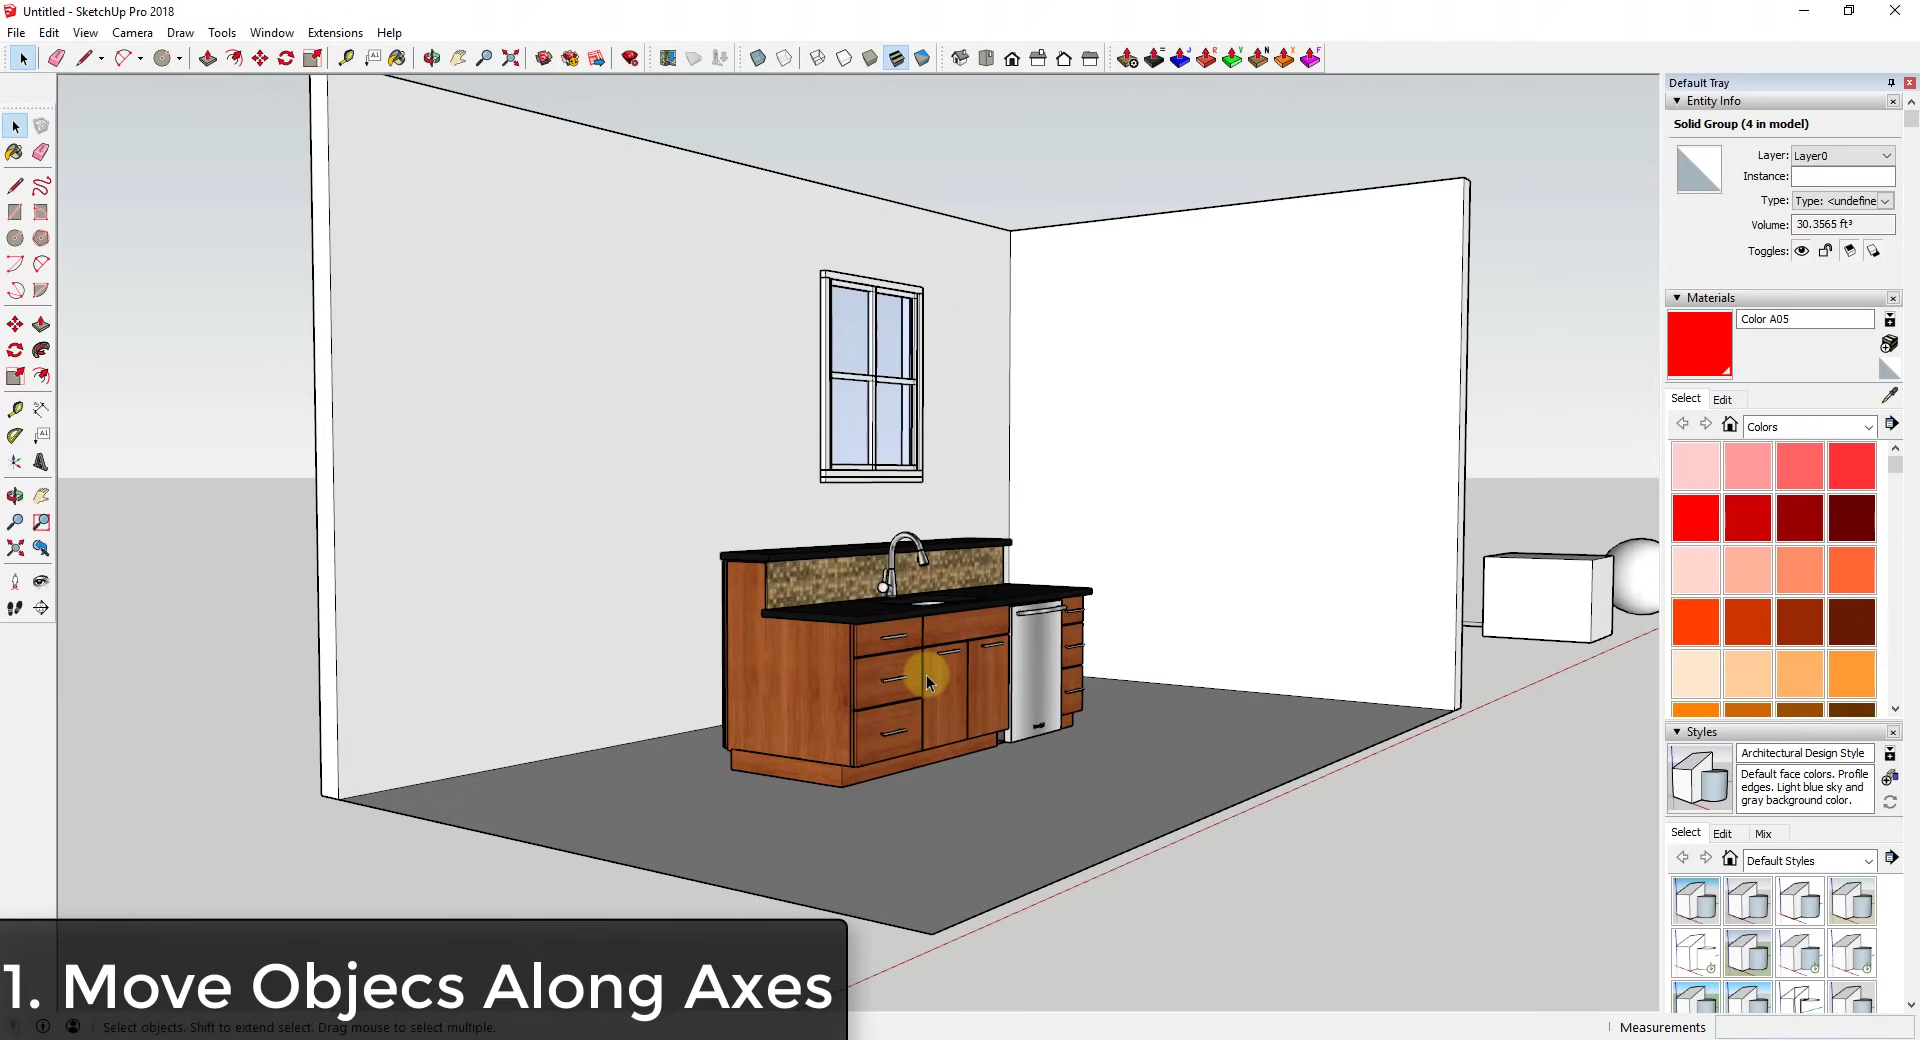 Untitled - SketchUp Pro 2018
File Edit View Camera Draw Tools Window Extensions Help
Default Tray
Entity Info
Solid Group (4 in model)
Layer: Layer0
Instance:
Type: Type: <undefine
Volume: 30.3565 ft³
Toggles:
Materials
Color A05
Select Edit
Colors
Styles
Architectural Design Style
Default face colors. Profile
edges. Light blue sky and
gray background color.
Select Edit Mix
Default Styles
1. Move Objecs Along Axes
Select objects. Shift to extend select. Drag mouse to select multiple.
Measurements